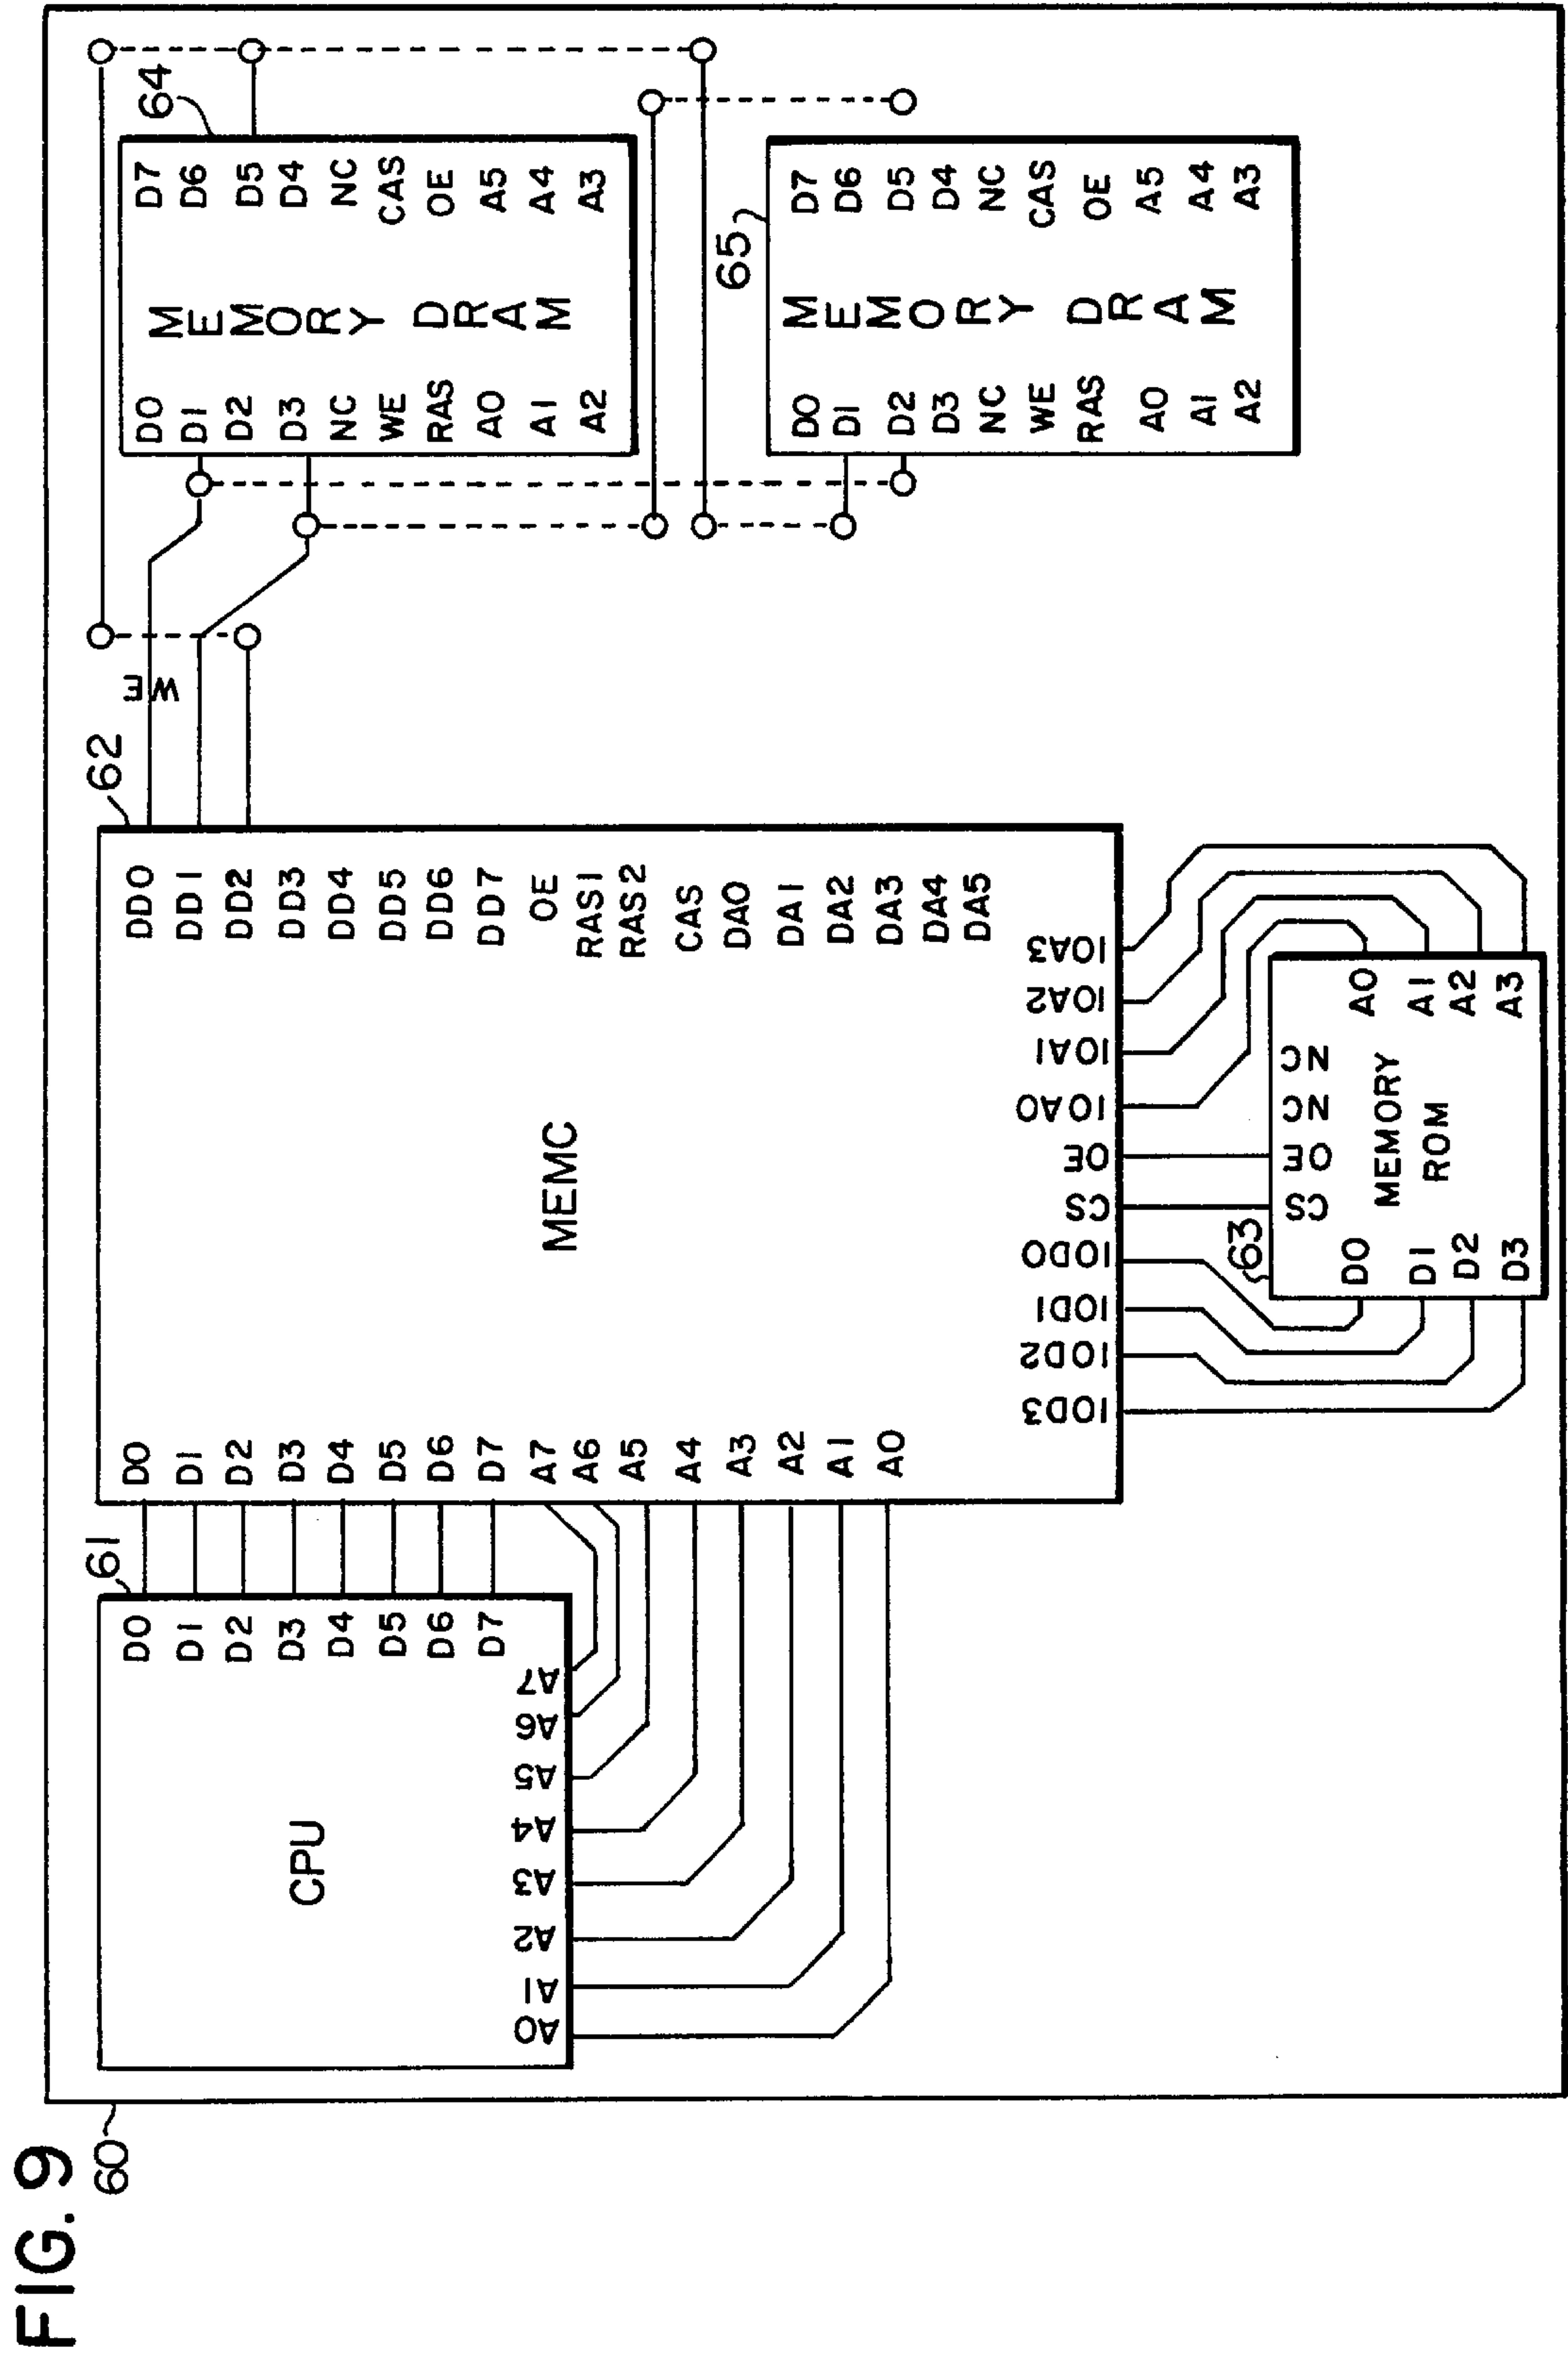 FIG. 9
60
61
CPU
D0
D1
D2
D3
D4
D5
D6
D7
A0
A1
A2
A3
A4
A5
A6
A7
62
MEMC
D0
D1
D2
D3
D4
D5
D6
D7
A7
A6
A5
A4
A3
A2
A1
A0
DD0
DD1
DD2
DD3
DD4
DD5
DD6
DD7
OE
RAS1
RAS2
CAS
DA0
DA1
DA2
DA3
DA4
DA5
IOD3
IOD2
IOD1
IOD0
CS
OE
IOA0
IOA1
IOA2
IOA3
WE
63
CS
OE
NC
NC
MEMORY
ROM
D0
D1
D2
D3
A0
A1
A2
A3
64
MEMORY DRAM
D0
D1
D2
D3
NC
WE
RAS
A0
A1
A2
D7
D6
D5
D4
NC
CAS
OE
A5
A4
A3
65
MEMORY DRAM
D0
D1
D2
D3
NC
WE
RAS
A0
A1
A2
D7
D6
D5
D4
NC
CAS
OE
A5
A4
A3